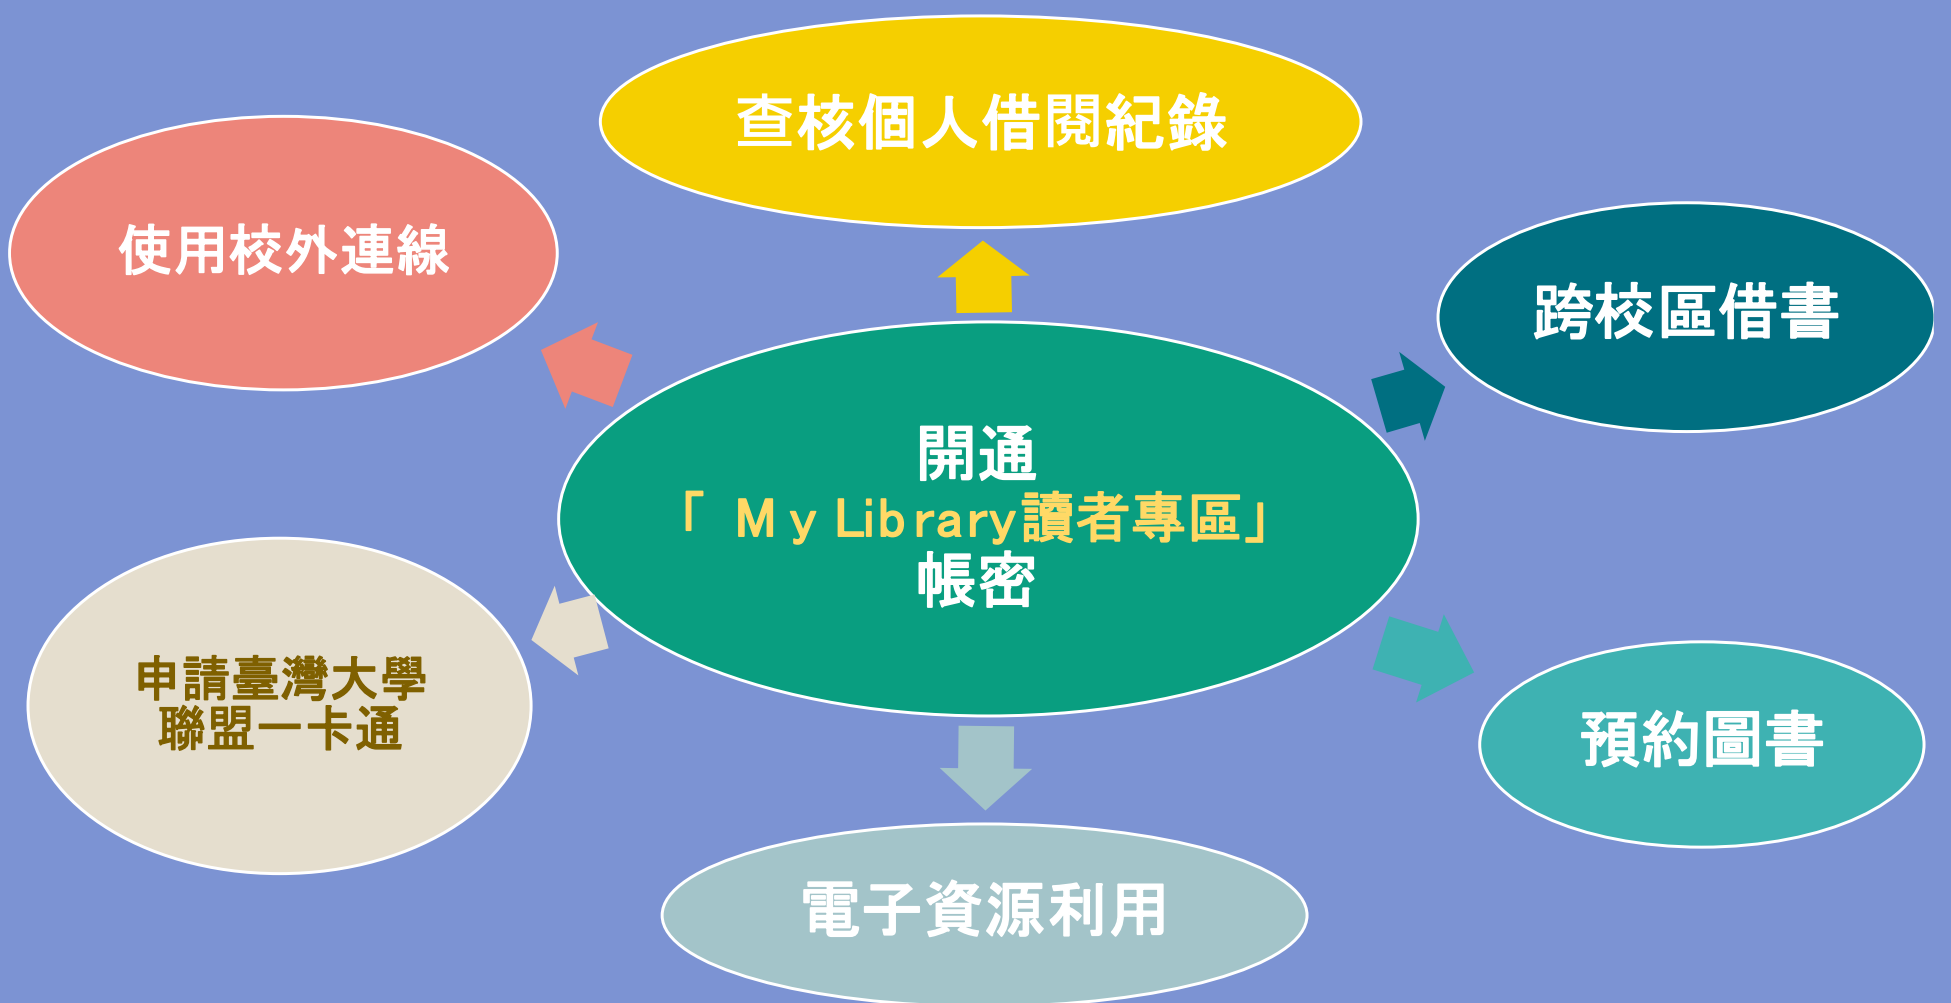 查核個人借閱紀錄
使用校外連線
跨校區借書
開通
「 My Library讀者專區」
帳密
申請臺灣大學
聯盟一卡通
預約圖書
電子資源利用